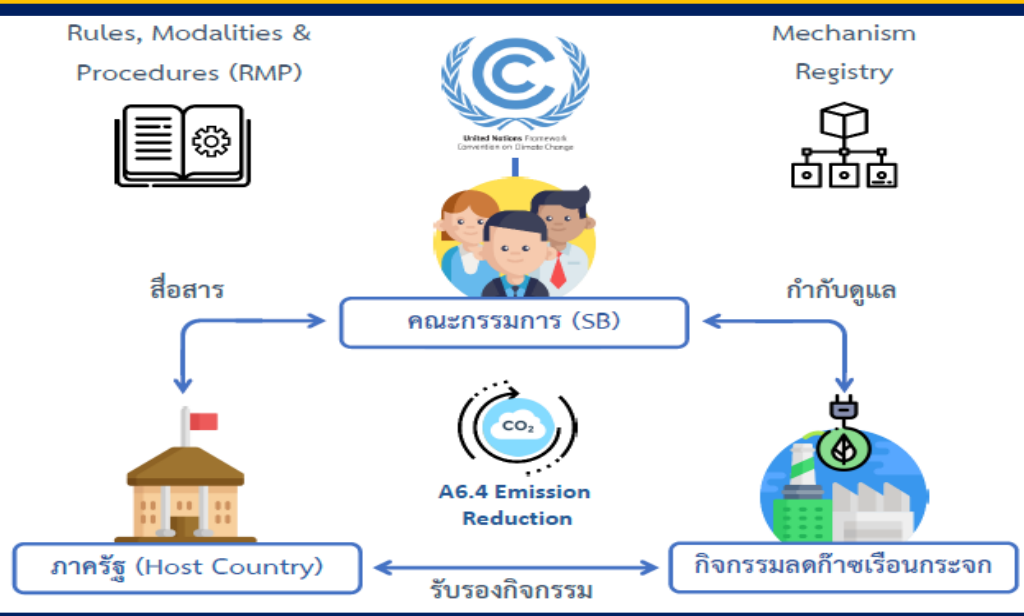 Rules, Modalities &
Procedures (RMP)
United Nations Framework
Convention on Climate Change
Mechanism
Registry
สื่อสาร
กำกับดูแล
คณะกรรมการ (SB)
CO₂
A6.4 Emission
Reduction
ภาครัฐ (Host Country)
รับรองกิจกรรม
กิจกรรมลดก๊าซเรือนกระจก